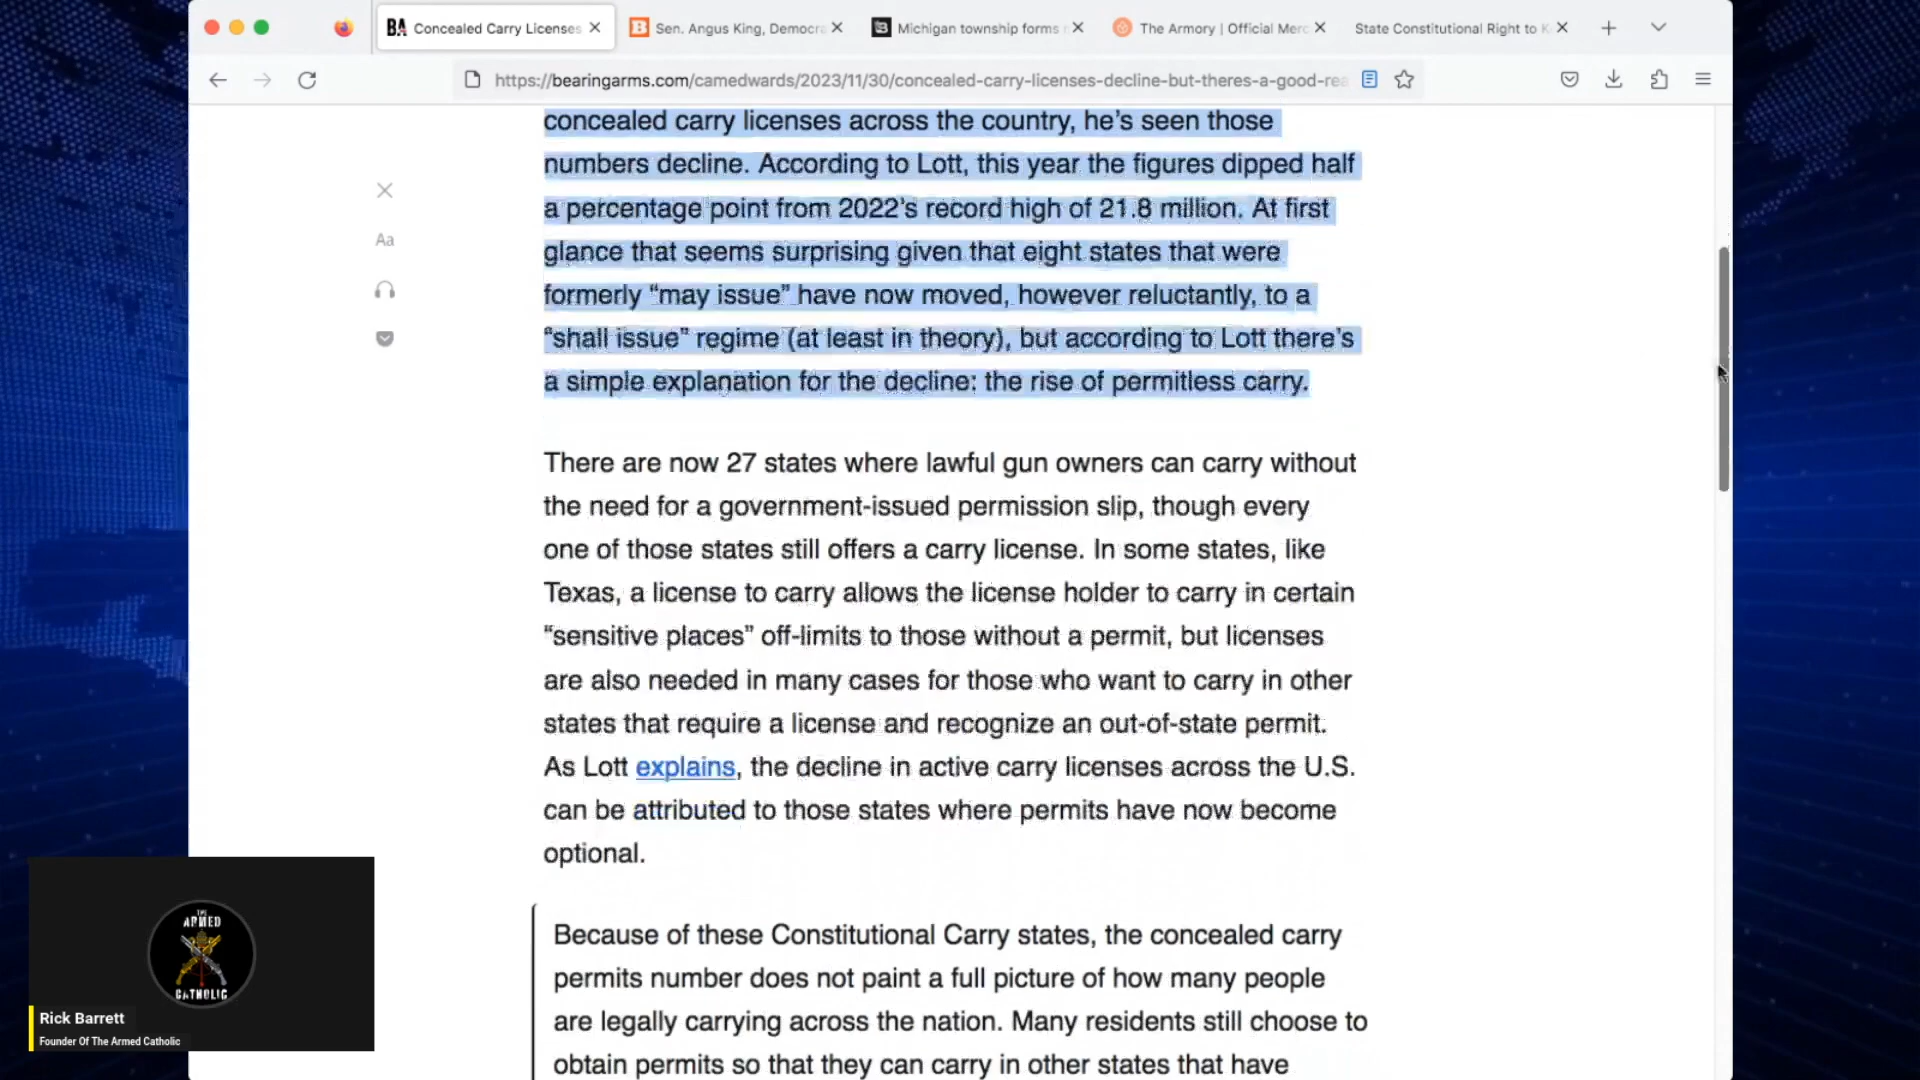 BA Concealed Carry Licenses
Sen. Angus King, Democra
Michigan township forms
The Armory | Official Merc
State Constitutional Right to K
https://bearingarms.com/camedwards/2023/11/30/concealed-carry-licenses-decline-but-theres-a-good-rea
Aa
concealed carry licenses across the country, he’s seen those
numbers decline. According to Lott, this year the figures dipped half
a percentage point from 2022’s record high of 21.8 million. At first
glance that seems surprising given that eight states that were
formerly “may issue” have now moved, however reluctantly, to a
“shall issue” regime (at least in theory), but according to Lott there’s
a simple explanation for the decline: the rise of permitless carry.
There are now 27 states where lawful gun owners can carry without
the need for a government-issued permission slip, though every
one of those states still offers a carry license. In some states, like
Texas, a license to carry allows the license holder to carry in certain
“sensitive places” off-limits to those without a permit, but licenses
are also needed in many cases for those who want to carry in other
states that require a license and recognize an out-of-state permit.
As Lott explains, the decline in active carry licenses across the U.S.
can be attributed to those states where permits have now become
optional.
Because of these Constitutional Carry states, the concealed carry
permits number does not paint a full picture of how many people
are legally carrying across the nation. Many residents still choose to
obtain permits so that they can carry in other states that have
THE
ARMED
CATHOLIC
Rick Barrett
Founder Of The Armed Catholic